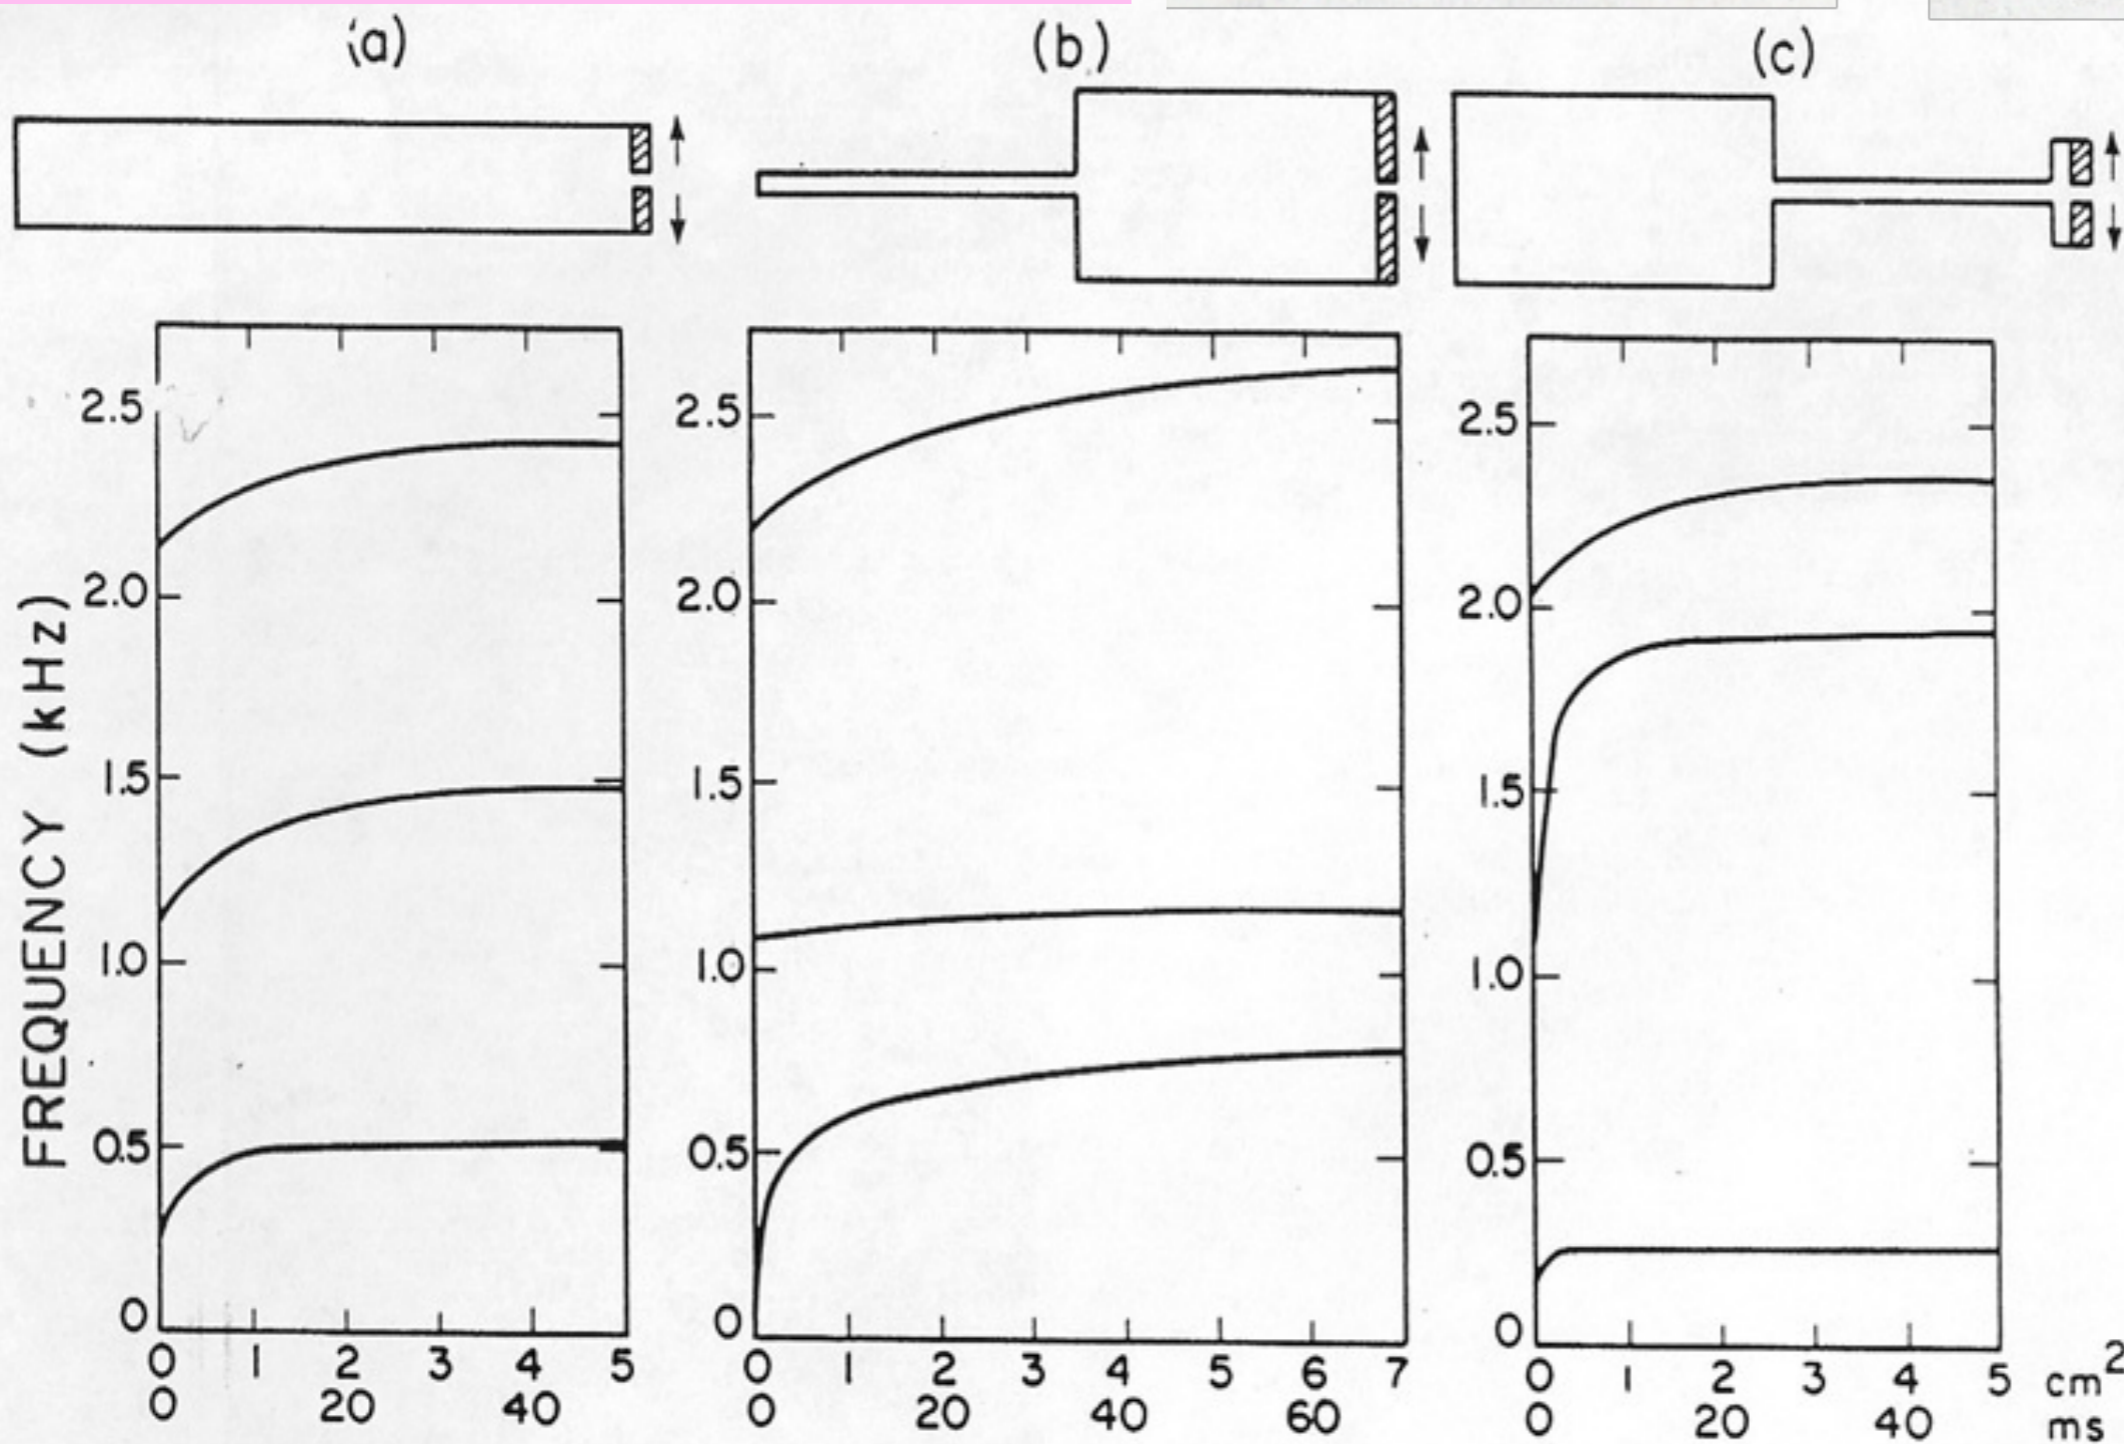 (a) (b) (c)
FREQUENCY (kHz)
2.5 2.5 2.5
2.0 2.0 2.0
1.5 1.5 1.5
1.0 1.0 1.0
0.5 0.5 0.5
0 0 0
0 1 2 3 4 5 0 1 2 3 4 5 6 7 0 1 2 3 4 5 cm²
0 20 40 0 20 40 60 0 20 40 ms